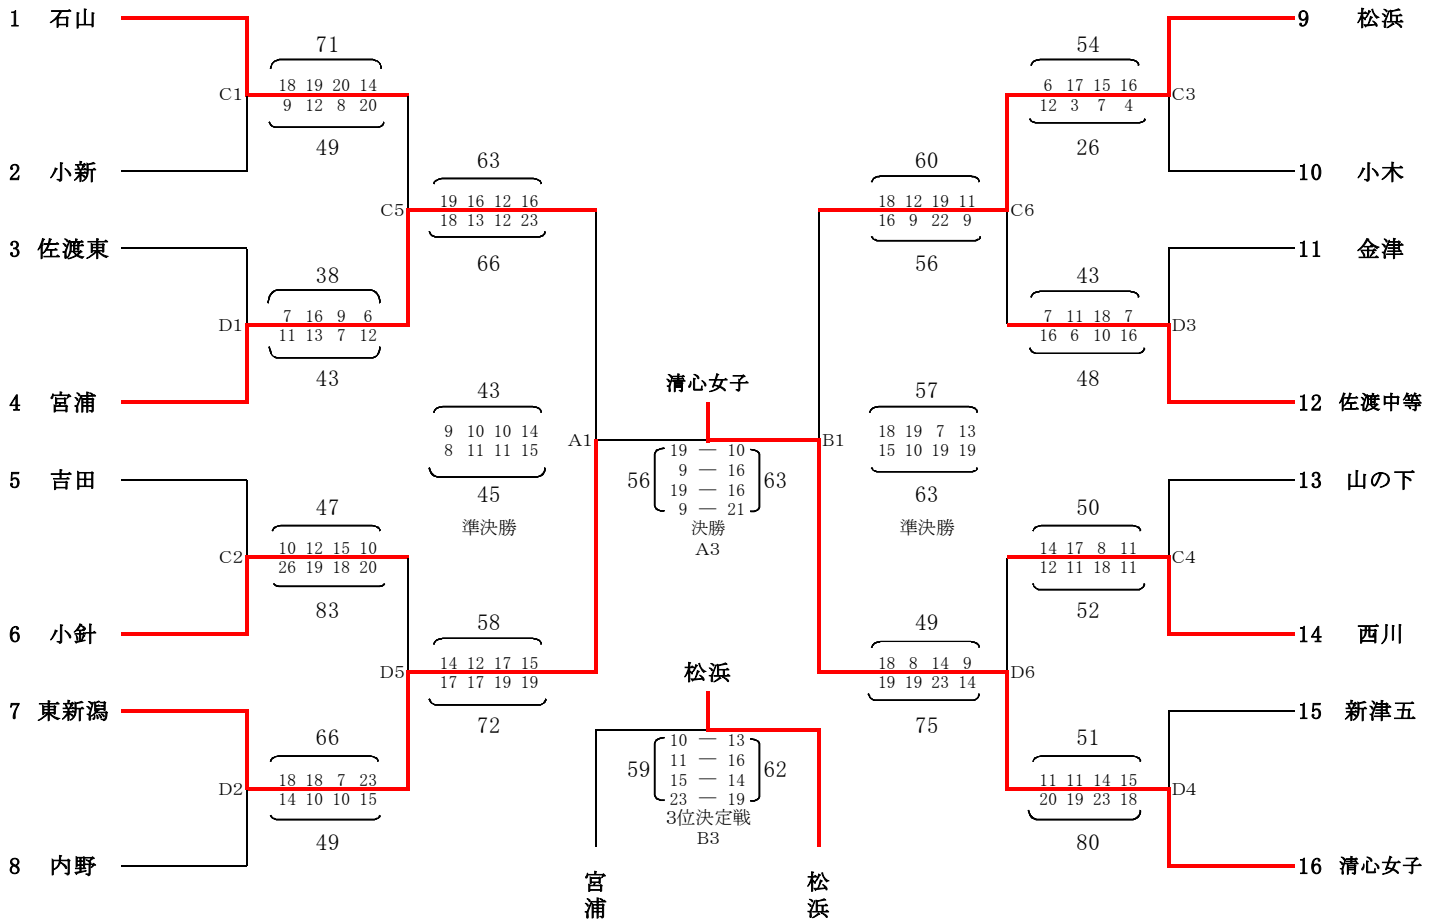 1 石山
71
18 19 20 14
C1
9 12 8 20
49
2 小新
63
19 16 12 16
C5
18 13 12 23
66
3 佐渡東
38
7 16 9 6
D1
11 13 7 12
43
4 宮浦
43
9 10 10 14
A1
8 11 11 15
45
準決勝
5 吉田
47
10 12 15 10
C2
26 19 18 20
83
6 小針
58
14 12 17 15
D5
17 17 19 19
72
7 東新潟
66
18 18 7 23
D2
14 10 10 15
49
8 内野
清心女子
19 — 10
9 — 16
56 63
19 — 16
9 — 21
決勝
A3
松浜
10 — 13
11 — 16
59 62
15 — 14
23 — 19
3位決定戦
B3
宮浦
松浜
9 松浜
54
6 17 15 16
C3
12 3 7 4
26
10 小木
60
18 12 19 11
C6
16 9 22 9
56
11 金津
43
7 11 18 7
D3
16 6 10 16
48
12 佐渡中等
57
18 19 7 13
B1
15 10 19 19
63
準決勝
13 山の下
50
14 17 8 11
C4
12 11 18 11
52
14 西川
49
18 8 14 9
D6
19 19 23 14
75
15 新津五
51
11 11 14 15
D4
20 19 23 18
80
16 清心女子